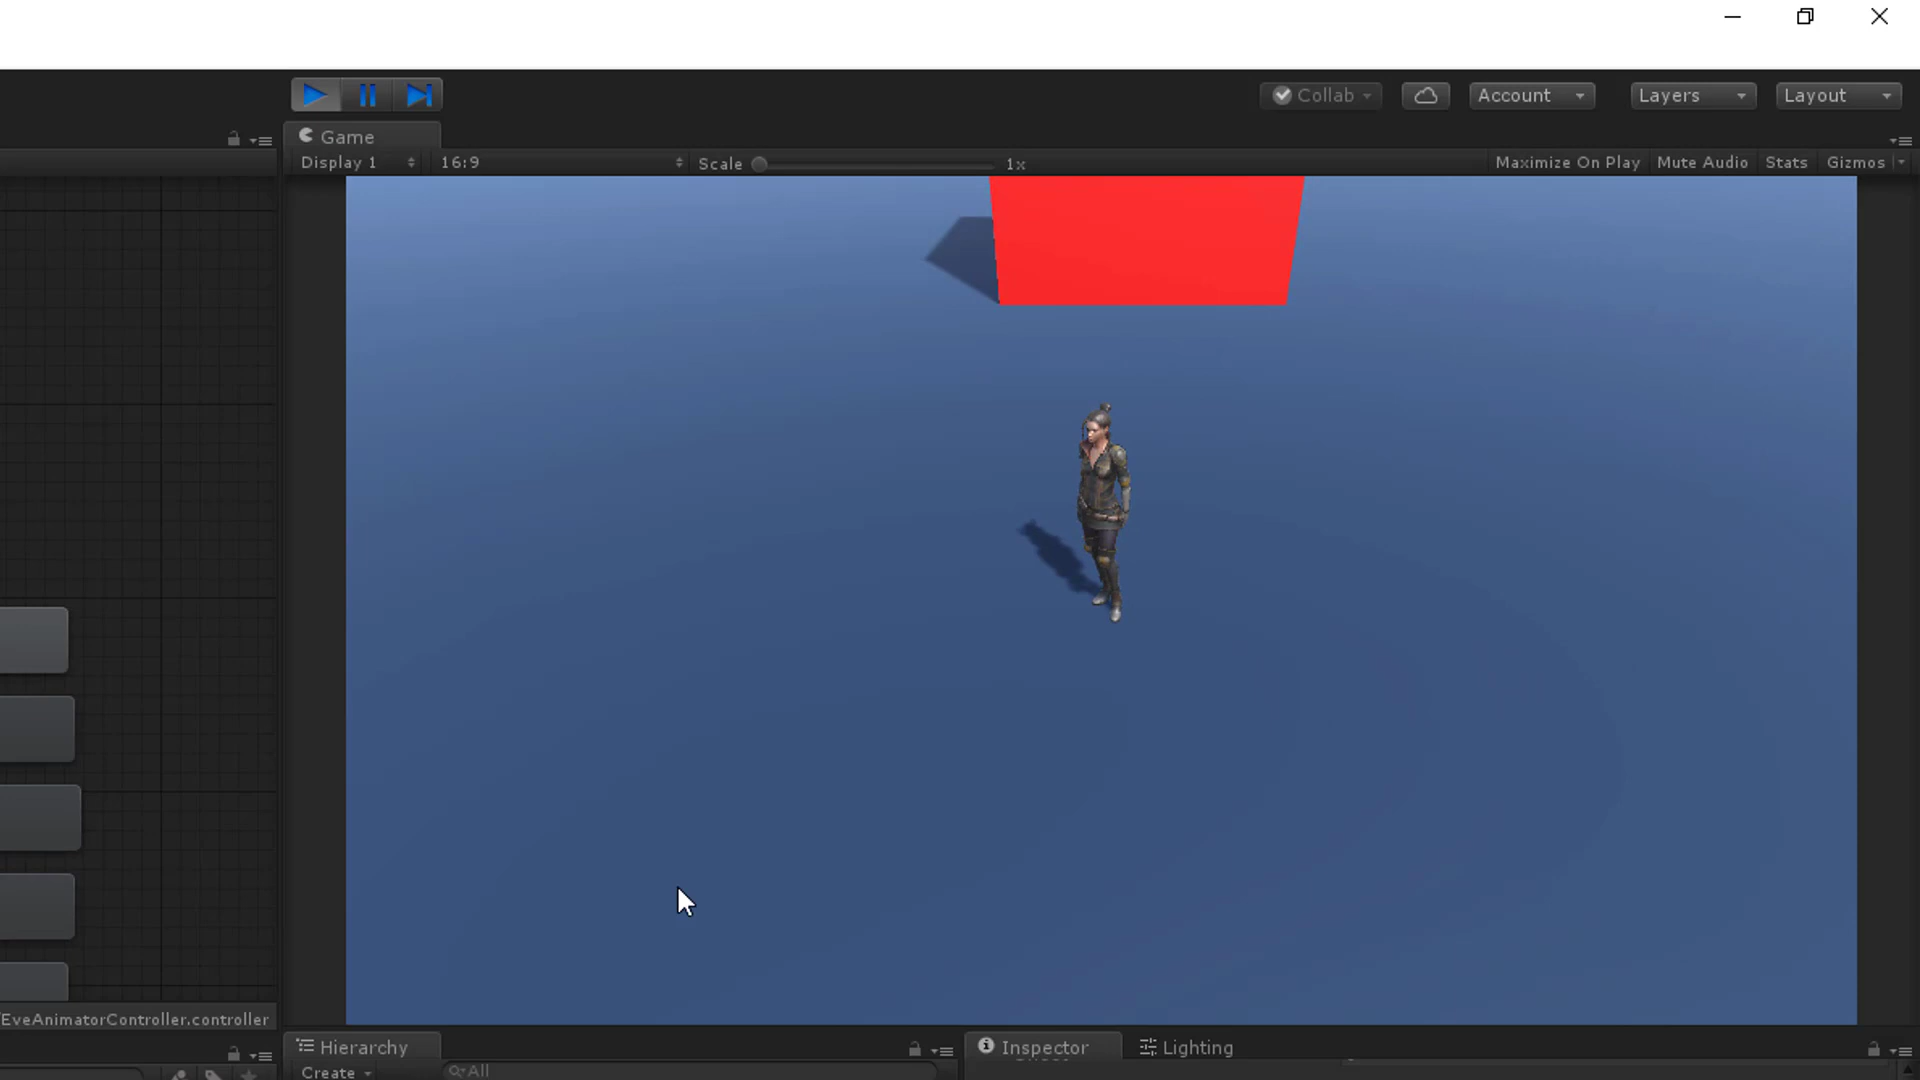 Collab
Account
Layers
Layout
Game
Display 1
16:9
Scale
1x
Maximize On Play
Mute Audio
Stats
Gizmos
EveAnimatorController.controller
Hierarchy
Inspector
Lighting
Create
All